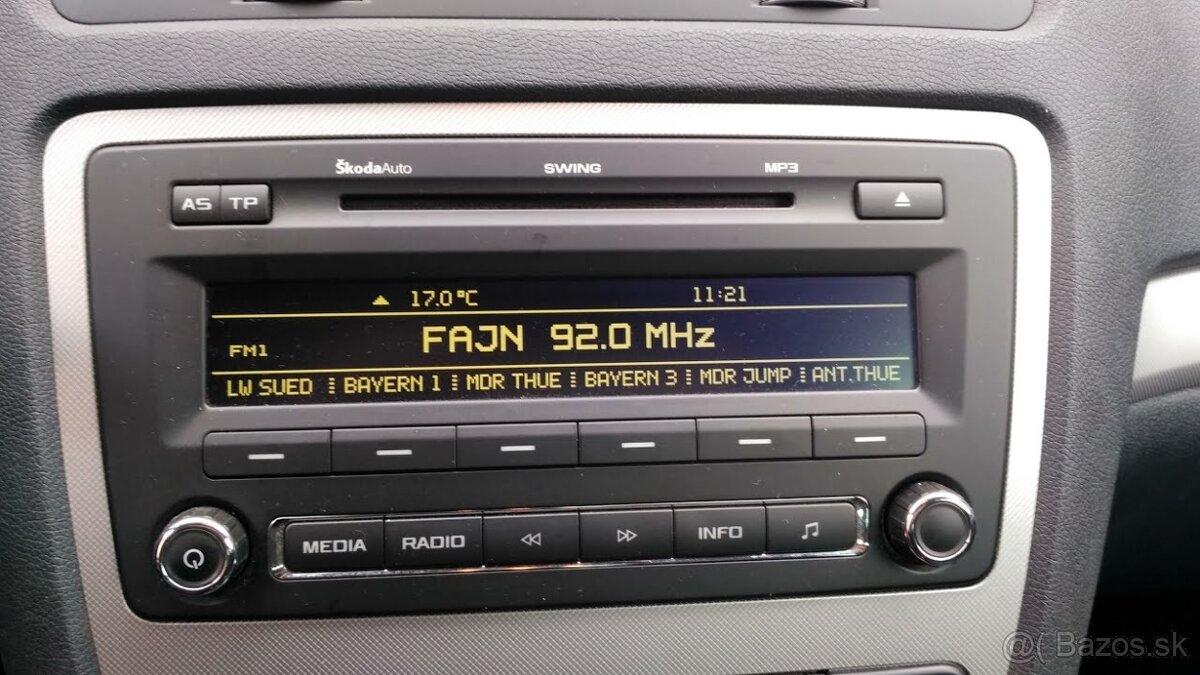 ŠkodaAuto SWING MP3
AS TP
17.0°C 11:21
FM1 FAJN 92.0 MHz
LW SUED BAYERN 1 MDR THUE BAYERN 3 MDR JUMP ANT.THUE
MEDIA RADIO INFO
@( Bazos.sk